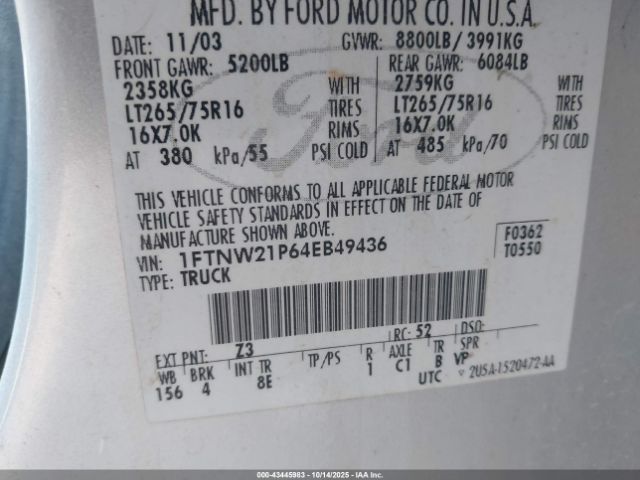 MFD. BY FORD MOTOR CO. IN U.S.A.
DATE: 11/03 GVWR: 8800LB/ 3991KG
FRONT GAWR: 5200LB REAR GAWR: 6084LB
2358KG WITH 2759KG WITH
LT265/75R16 TIRES LT265/75R16 TIRES
16X7.0K RIMS 16X7.0K RIMS
AT 380 kPa/55 PSI COLD AT 485 kPa/70 PSI COLD
Ford
THIS VEHICLE CONFORMS TO ALL APPLICABLE FEDERAL MOTOR
VEHICLE SAFETY STANDARDS IN EFFECT ON THE DATE OF
MANUFACTURE SHOWN ABOVE.
VIN: 1FTNW21P64EB49436 F0362
TYPE: TRUCK T0550
EXT PNT: Z3 RC: 52 DSO:
WB BRK INT TR TP/PS R AXLE TR SPR
156 4 8E 1 C1 B VP
UTC 2U5A-1520472-AA
000-43445983 - 10/14/2025 - IAAI.ca